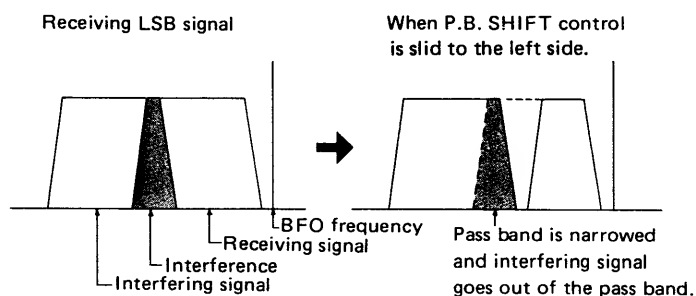 Receiving LSB signal
When P.B. SHIFT control
is slid to the left side.
BFO frequency
Receiving signal
Interference
Interfering signal
Pass band is narrowed
and interfering signal
goes out of the pass band.